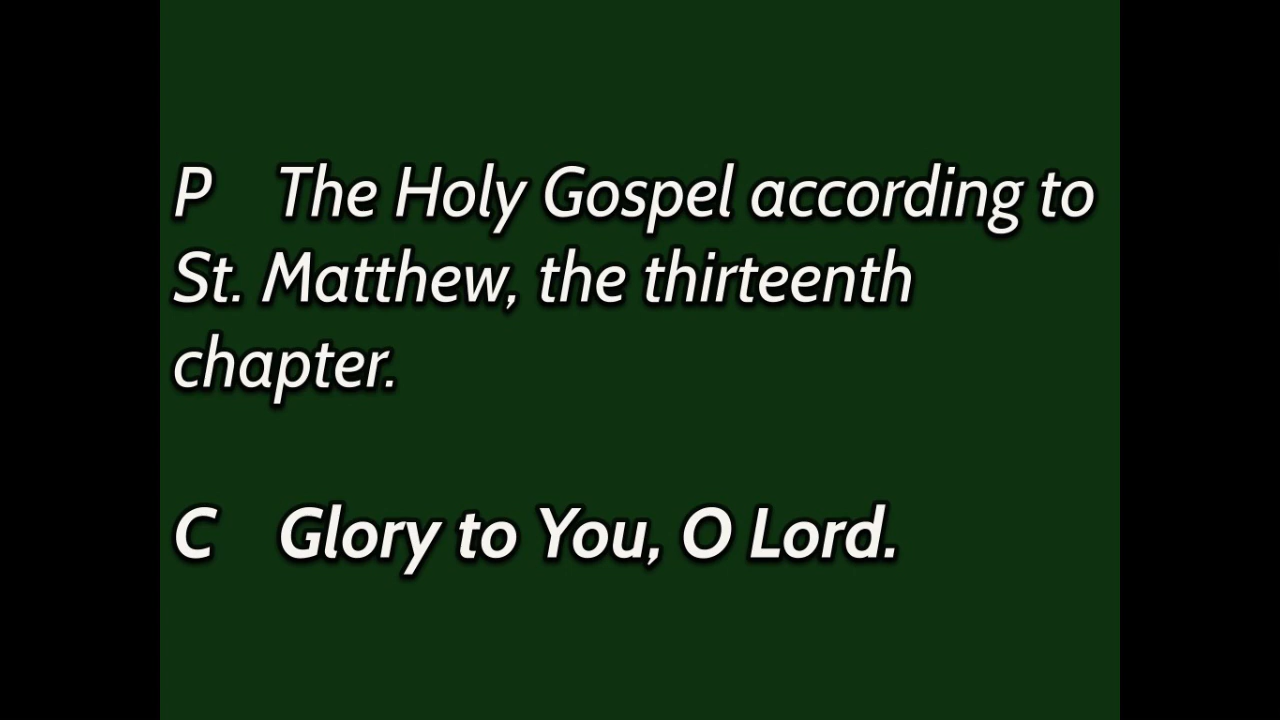 P The Holy Gospel according to
St. Matthew, the thirteenth
chapter.
C Glory to You, O Lord.